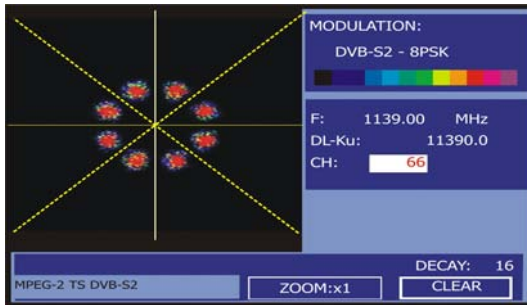 MODULATION:
DVB-S2 - 8PSK
F: 1139.00 MHz
DL-Ku: 11390.0
CH: 66
DECAY: 16
MPEG-2 TS DVB-S2
ZOOM:x1
CLEAR